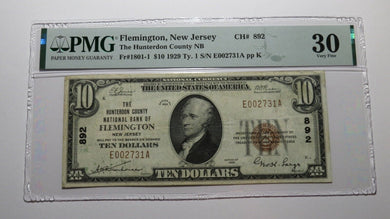 PMG
PAPER MONEY GUARANTY
Flemington, New Jersey CH# 892
The Hunterdon County NB
Fr#1801-1 $10 1929 Ty. 1 S/N E002731A pp K
30
Very Fine
THE UNITED STATES OF AMERICA
10
10
THE
HUNTERDON COUNTY
NATIONAL BANK OF
FLEMINGTON
NEW JERSEY
TEN DOLLARS
E002731A
892
892
E002731A
10
TEN DOLLARS
10